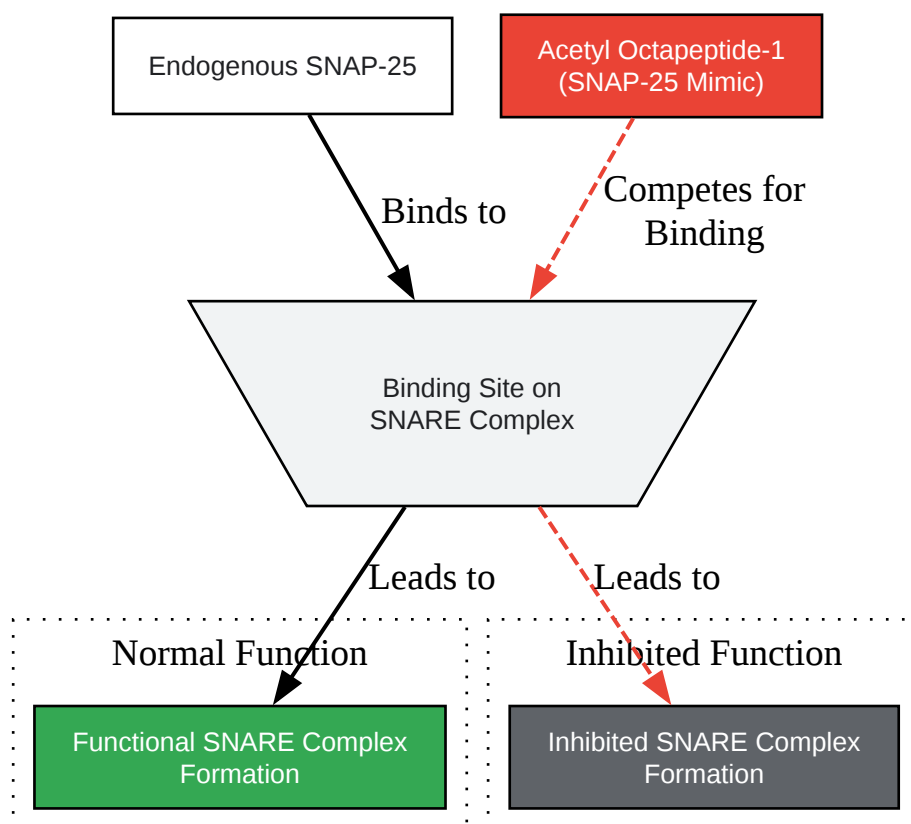 Endogenous SNAP-25
Acetyl Octapeptide-1
(SNAP-25 Mimic)
Binds to
Competes for
Binding
Binding Site on
SNARE Complex
Leads to
Leads to
Normal Function
Inhibited Function
Functional SNARE Complex
Formation
Inhibited SNARE Complex
Formation